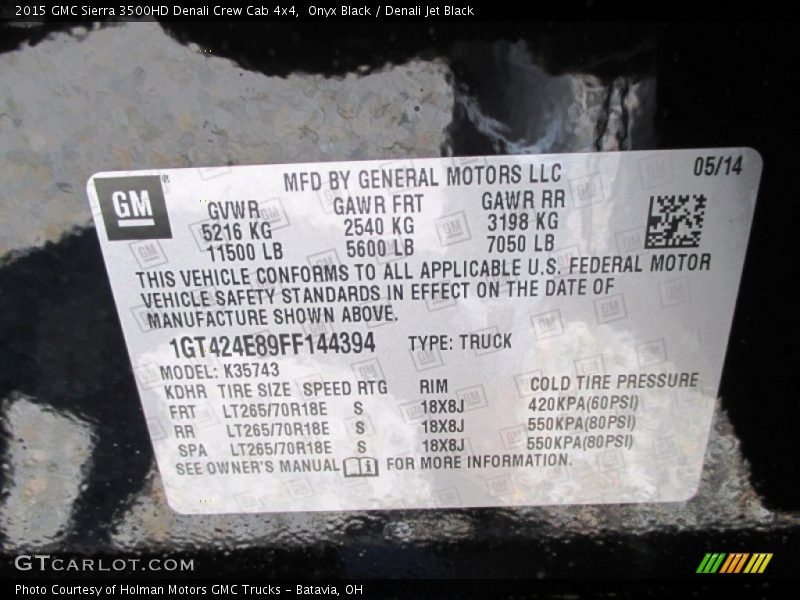 2015 GMC Sierra 3500HD Denali Crew Cab 4x4, Onyx Black / Denali Jet Black
05/14
GM
MFD BY GENERAL MOTORS LLC
GVWR GAWR FRT GAWR RR
5216 KG 2540 KG 3198 KG
11500 LB 5600 LB 7050 LB
THIS VEHICLE CONFORMS TO ALL APPLICABLE U.S. FEDERAL MOTOR
VEHICLE SAFETY STANDARDS IN EFFECT ON THE DATE OF
MANUFACTURE SHOWN ABOVE.
1GT424E89FF144394 TYPE: TRUCK
MODEL: K35743
KDHR TIRE SIZE SPEED RTG RIM COLD TIRE PRESSURE
FRT LT265/70R18E S 18X8J 420KPA(60PSI)
RR LT265/70R18E S 18X8J 550KPA(80PSI)
SPA LT265/70R18E S 18X8J 550KPA(80PSI)
SEE OWNER'S MANUAL FOR MORE INFORMATION.
GTCARLOT.COM
Photo Courtesy of Holman Motors GMC Trucks - Batavia, OH